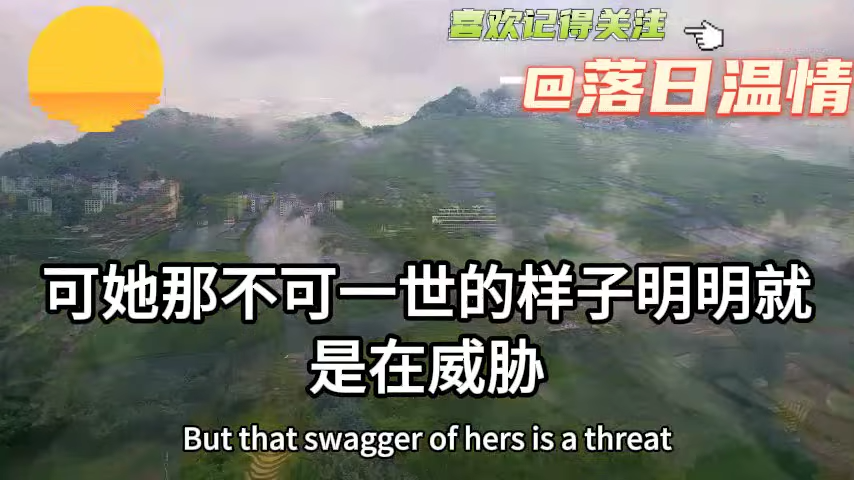 喜欢记得关注
@落日温情
可她那不可一世的样子明明就
是在威胁
But that swagger of hers is a threat